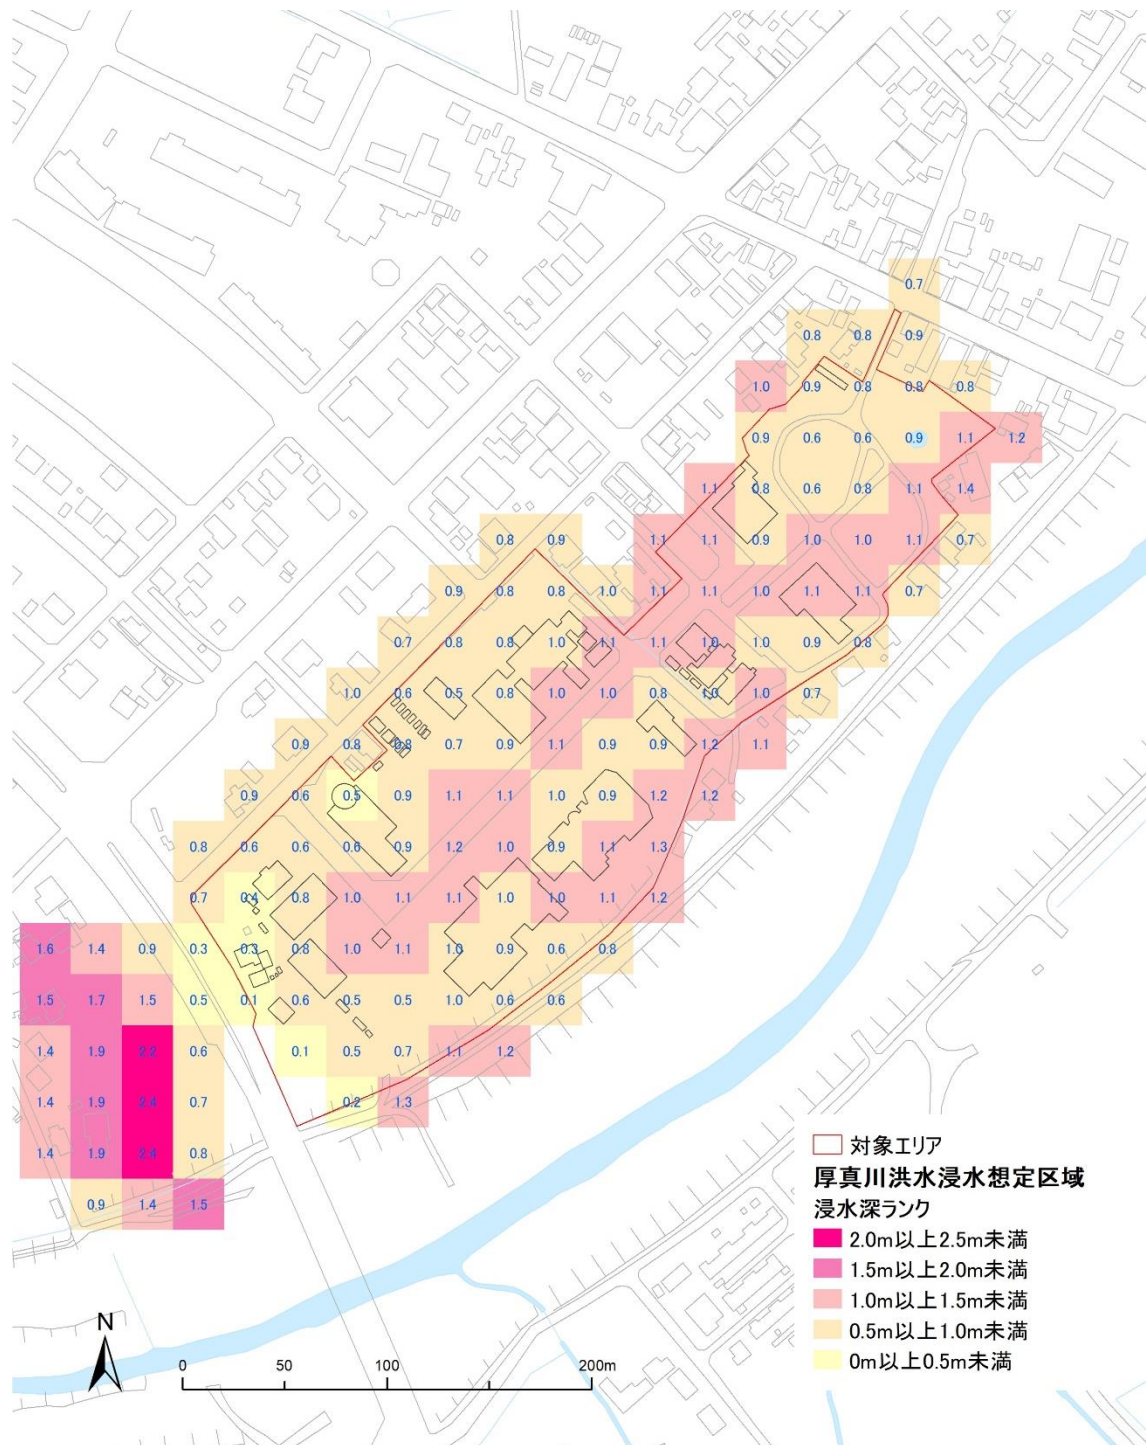 0.7
0.8 0.8 0.9
1.0 0.9 0.8 0.8 0.8
0.9 0.6 0.6 0.9 1.1 1.2
1.1 0.8 0.6 0.8 1.1 1.4
0.8 0.9 1.1 1.1 0.9 1.0 1.0 1.1 0.7
0.9 0.8 0.8 1.0 1.1 1.1 1.0 1.1 1.1 0.7
0.7 0.8 0.8 1.0 1.1 1.1 1.0 1.0 0.9 0.8
1.0 0.6 0.5 0.8 1.0 1.0 0.8 1.0 1.0 0.7
0.9 0.8 0.8 0.7 0.9 1.1 0.9 0.9 1.2 1.1
0.9 0.6 0.5 0.9 1.1 1.1 1.0 0.9 1.2 1.2
0.8 0.6 0.6 0.6 0.9 1.2 1.0 0.9 1.1 1.3
0.7 0.4 0.8 1.0 1.1 1.1 1.0 1.0 1.1 1.2
1.6 1.4 0.9 0.3 0.3 0.8 1.0 1.1 1.0 0.9 0.6 0.8
1.5 1.7 1.5 0.5 0.1 0.6 0.5 0.5 1.0 0.6 0.6
1.4 1.9 2.2 0.6 0.1 0.5 0.7 1.1 1.2
1.4 1.9 2.4 0.7 0.2 1.3
1.4 1.9 2.4 0.8
0.9 1.4 1.5
対象エリア
厚真川洪水浸水想定区域
浸水深ランク
2.0m以上2.5m未満
1.5m以上2.0m未満
1.0m以上1.5m未満
0.5m以上1.0m未満
0m以上0.5m未満
N
0 50 100 200m